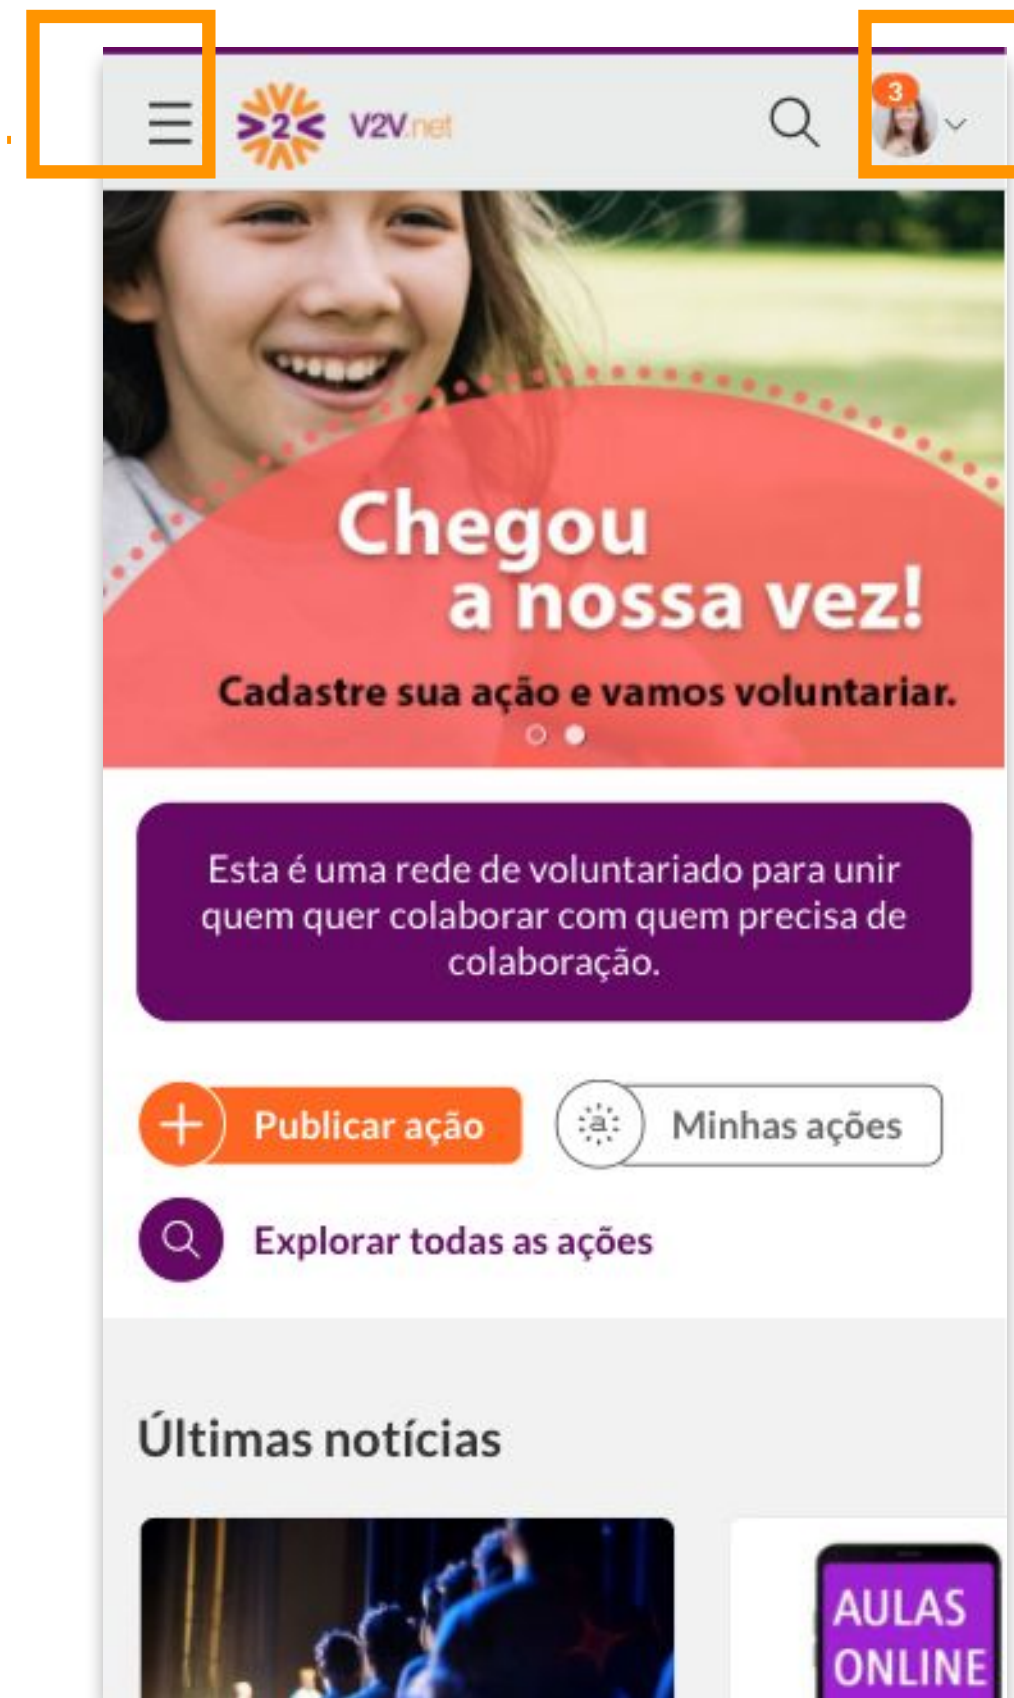 >2<
V2V.net
3
Chegou
a nossa vez!
Cadastre sua ação e vamos voluntariar.
Esta é uma rede de voluntariado para unir
quem quer colaborar com quem precisa de
colaboração.
Publicar ação
a
Minhas ações
Explorar todas as ações
Últimas notícias
AULAS
ONLINE